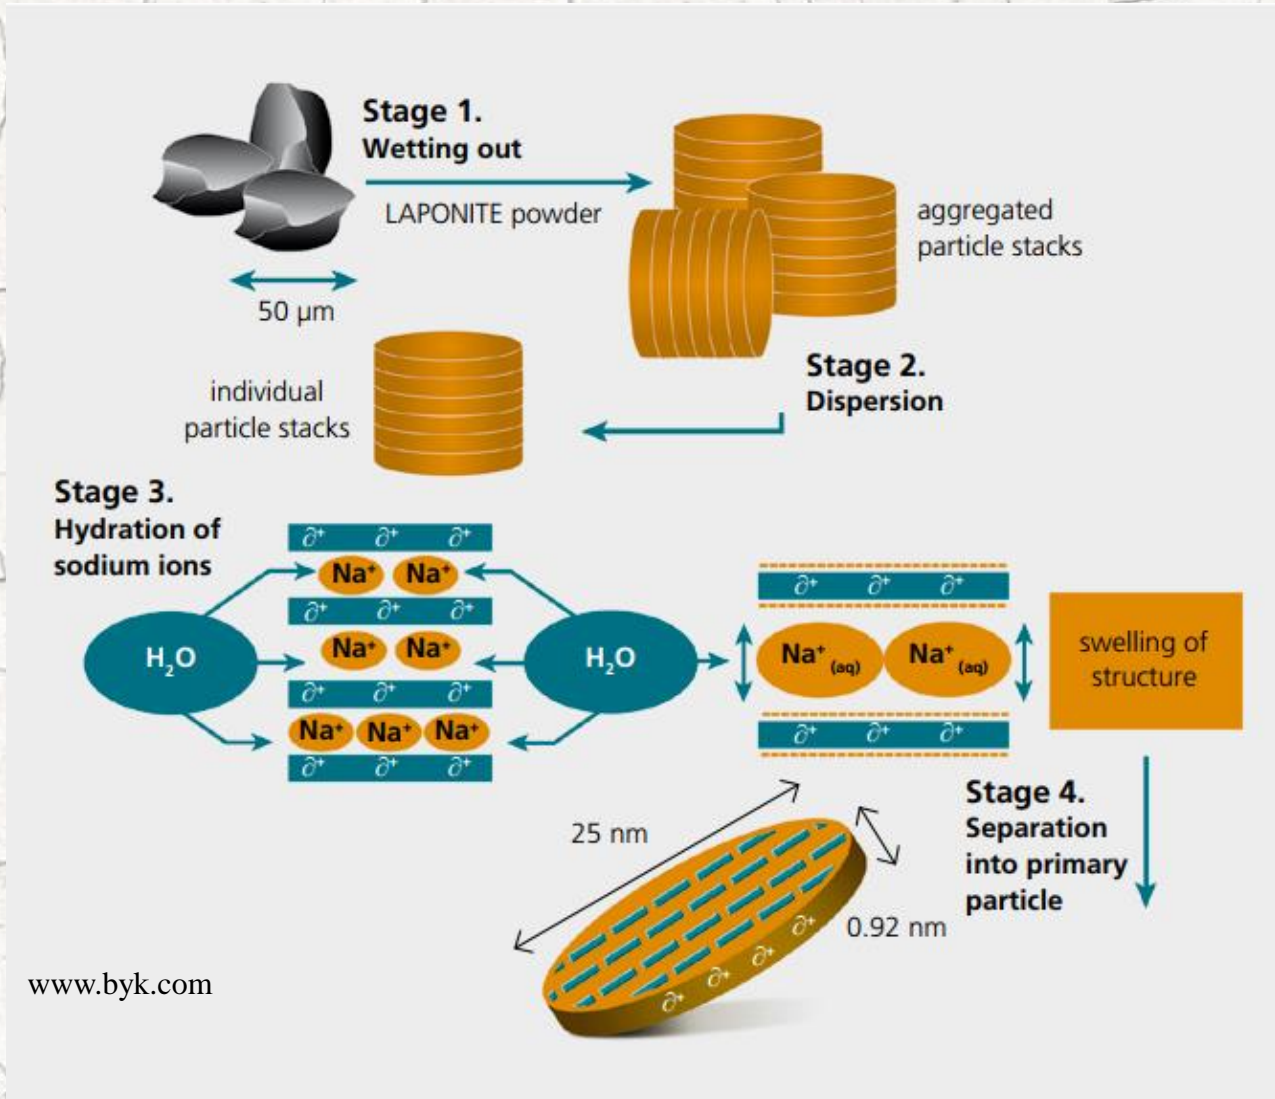 Stage 1.
Wetting out
LAPONITE powder
50 µm
aggregated
particle stacks
Stage 2.
Dispersion
individual
particle stacks
Stage 3.
Hydration of
sodium ions
∂+ ∂+ ∂+
Na+ Na+
∂+ ∂+ ∂+
Na+ Na+
∂+ ∂+ ∂+
Na+ Na+ Na+
∂+ ∂+ ∂+
H₂O
H₂O
∂+ ∂+ ∂+
Na+ (aq) Na+ (aq)
∂+ ∂+ ∂+
swelling of
structure
Stage 4.
Separation
into primary
particle
25 nm
0.92 nm
∂+ ∂+ ∂+ ∂+
www.byk.com